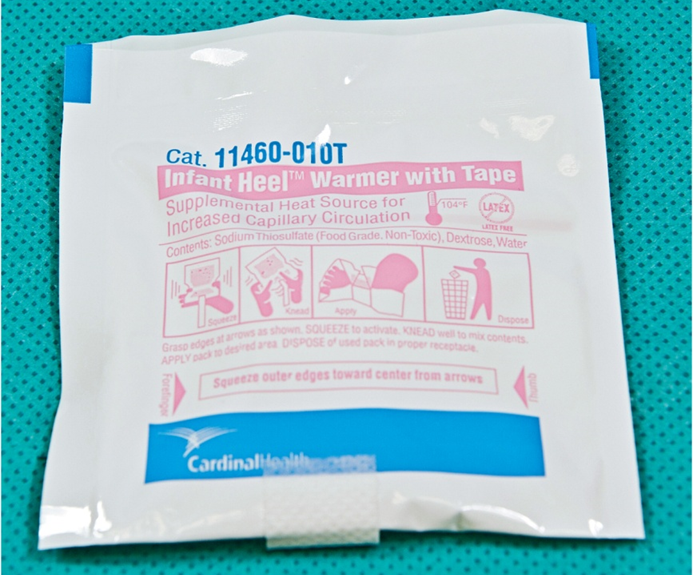 Cat. 11460-010T
Infant Heel™ Warmer with Tape
Supplemental Heat Source for
Increased Capillary Circulation
104°F
LATEX
LATEX FREE
Contents: Sodium Thiosulfate (Food Grade, Non-Toxic), Dextrose, Water
Squeeze
Knead
Apply
Dispose
Grasp edges at arrows as shown. SQUEEZE to activate. KNEAD well to mix contents.
APPLY pack to desired area. DISPOSE of used pack in proper receptacle.
Forefinger
Squeeze outer edges toward center from arrows
Thumb
CardinalHealth